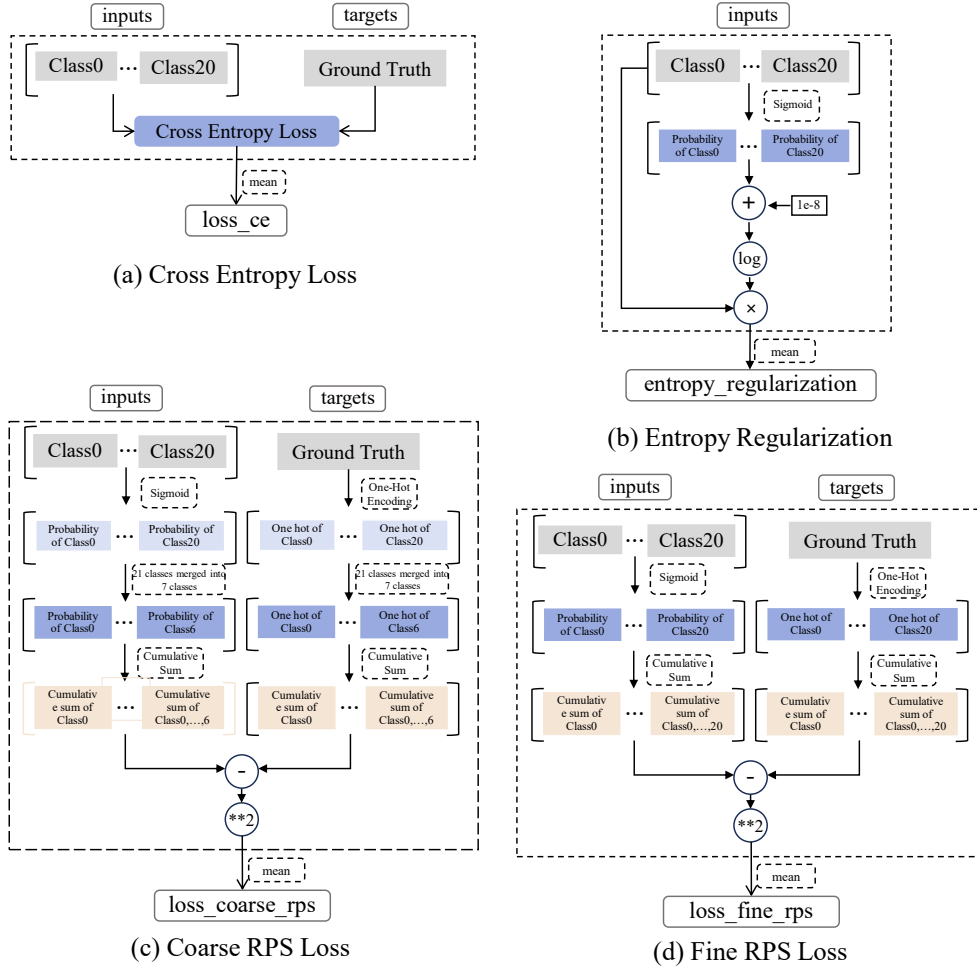 inputs
targets
Class0 ... Class20
Ground Truth
Cross Entropy Loss
mean
loss_ce
(a) Cross Entropy Loss
inputs
Class0 ... Class20
Sigmoid
Probability
of Class0
...
Probability
of Class20
+
1e-8
log
×
mean
entropy_regularization
(b) Entropy Regularization
inputs
targets
Class0 ... Class20
Ground Truth
Sigmoid
One-Hot
Encoding
Probability
of Class0
...
Probability of
Class20
One hot of
Class0
...
One hot of
Class20
21 classes merged into
7 classes
21 classes merged into
7 classes
Probability
of Class0
...
Probability of
Class6
One hot of
Class0
...
One hot of
Class6
Cumulative
Sum
Cumulative
Sum
Cumulativ
e sum of
Class0
...
Cumulative
sum of
Class0,…,6
Cumulativ
e sum of
Class0
...
Cumulative
sum of
Class0,…,6
-
**2
mean
loss_coarse_rps
(c) Coarse RPS Loss
inputs
targets
Class0 ... Class20
Ground Truth
Sigmoid
One-Hot
Encoding
Probability
of Class0
...
Probability of
Class20
One hot of
Class0
...
One hot of
Class20
Cumulative
Sum
Cumulative
Sum
Cumulativ
e sum of
Class0
...
Cumulative
sum of
Class0,…,20
Cumulativ
e sum of
Class0
...
Cumulative
sum of
Class0,…,20
-
**2
mean
loss_fine_rps
(d) Fine RPS Loss